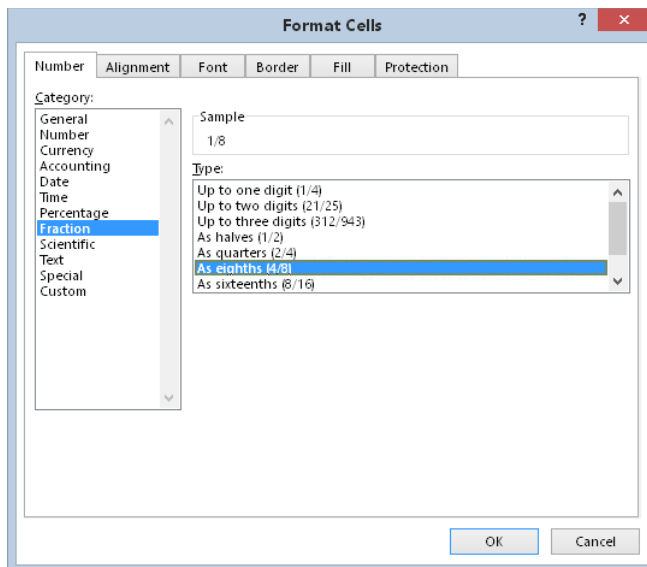 Format Cells
?
Number
Alignment
Font
Border
Fill
Protection
Category:
General
Number
Currency
Accounting
Date
Time
Percentage
Fraction
Scientific
Text
Special
Custom
Sample
1/8
Type:
Up to one digit (1/4)
Up to two digits (21/25)
Up to three digits (312/943)
As halves (1/2)
As quarters (2/4)
As eighths (4/8)
As sixteenths (8/16)
OK
Cancel